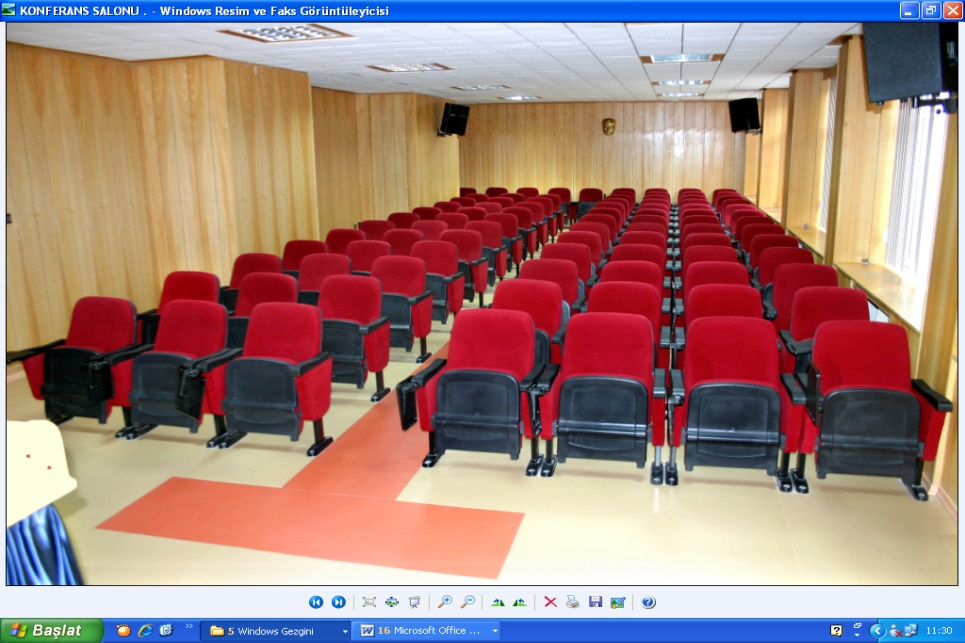 KONFERANS SALONU . - Windows Resim ve Faks Görüntüleyicisi
Başlat
5 Windows Gezgini
16 Microsoft Office ...
11:30